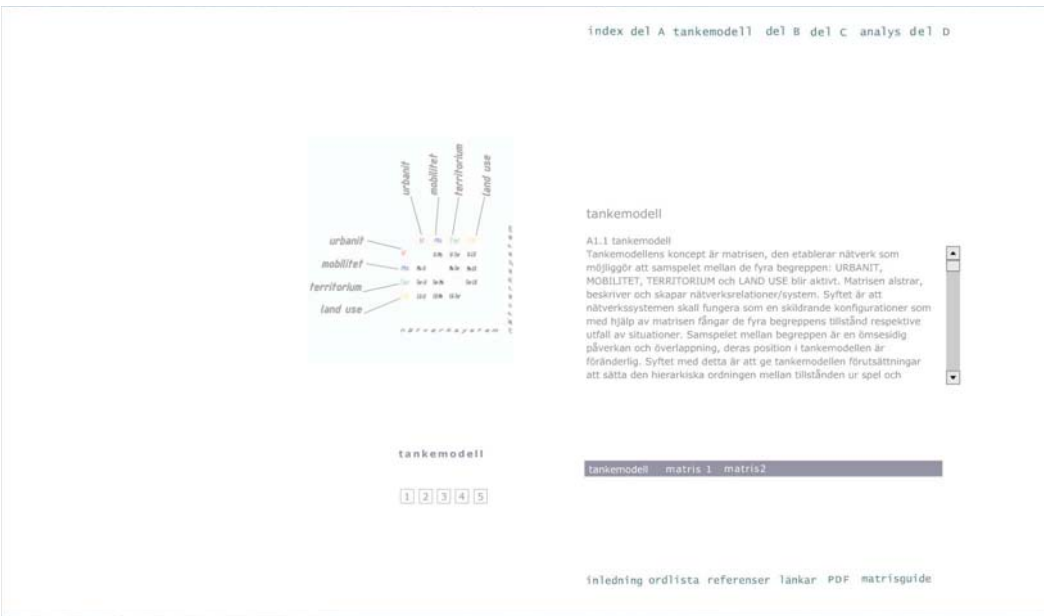 index del A tankemodell del B del C analys del D
urbanit
mobilitet
territorium
land use
urbanit
mobilitet
territorium
land use
tankemodell
A1.1 tankemodell
Tankemodellens concept är matrisen, den etablerar nätverk som
möjliggör att samspelet mellan de fyra begreppen: URBANIT,
MOBILITET, TERRITORIUM och LAND USE blir aktivt. Matrisen alstrar,
beskriver och skapar nätverksrelationer/system. Syftet är att
nätverkssystemen skall fungera som en skildrande konfigurationer som
med hjälp av matrisen fångar de fyra begreppens tillstånd respektive
utfall av situationer. Samspelet mellan begreppen är en ömsesidig
påverkan och överlappning, deras position i tankemodellen är
föränderlig. Syftet med detta är att ge tankemodellen förutsättningar
att sätta den hierarkiska ordningen mellan tillstånden ur spel och
tankemodell
1 2 3 4 5
tankemodell matris 1 matris2
inledning ordlista referenser länkar PDF matrisguide